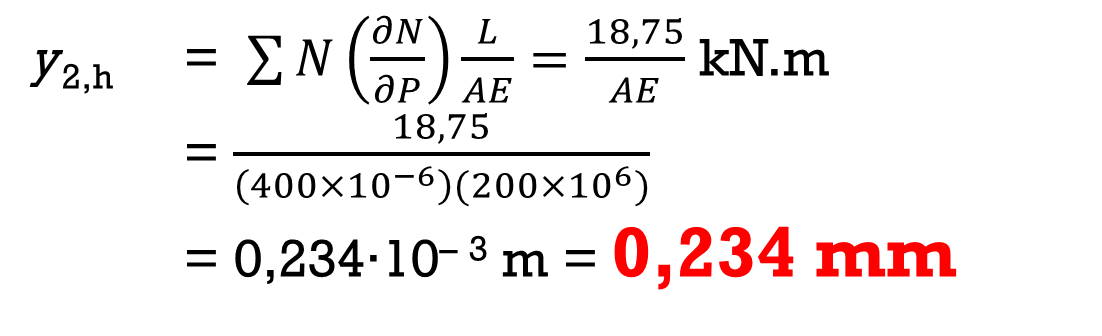 y2,h = ∑ N (∂N/∂P) L/AE = 18,75/AE kN.m
= 18,75/(400×10⁻⁶)(200×10⁶)
= 0,234·10⁻³ m = 0,234 mm